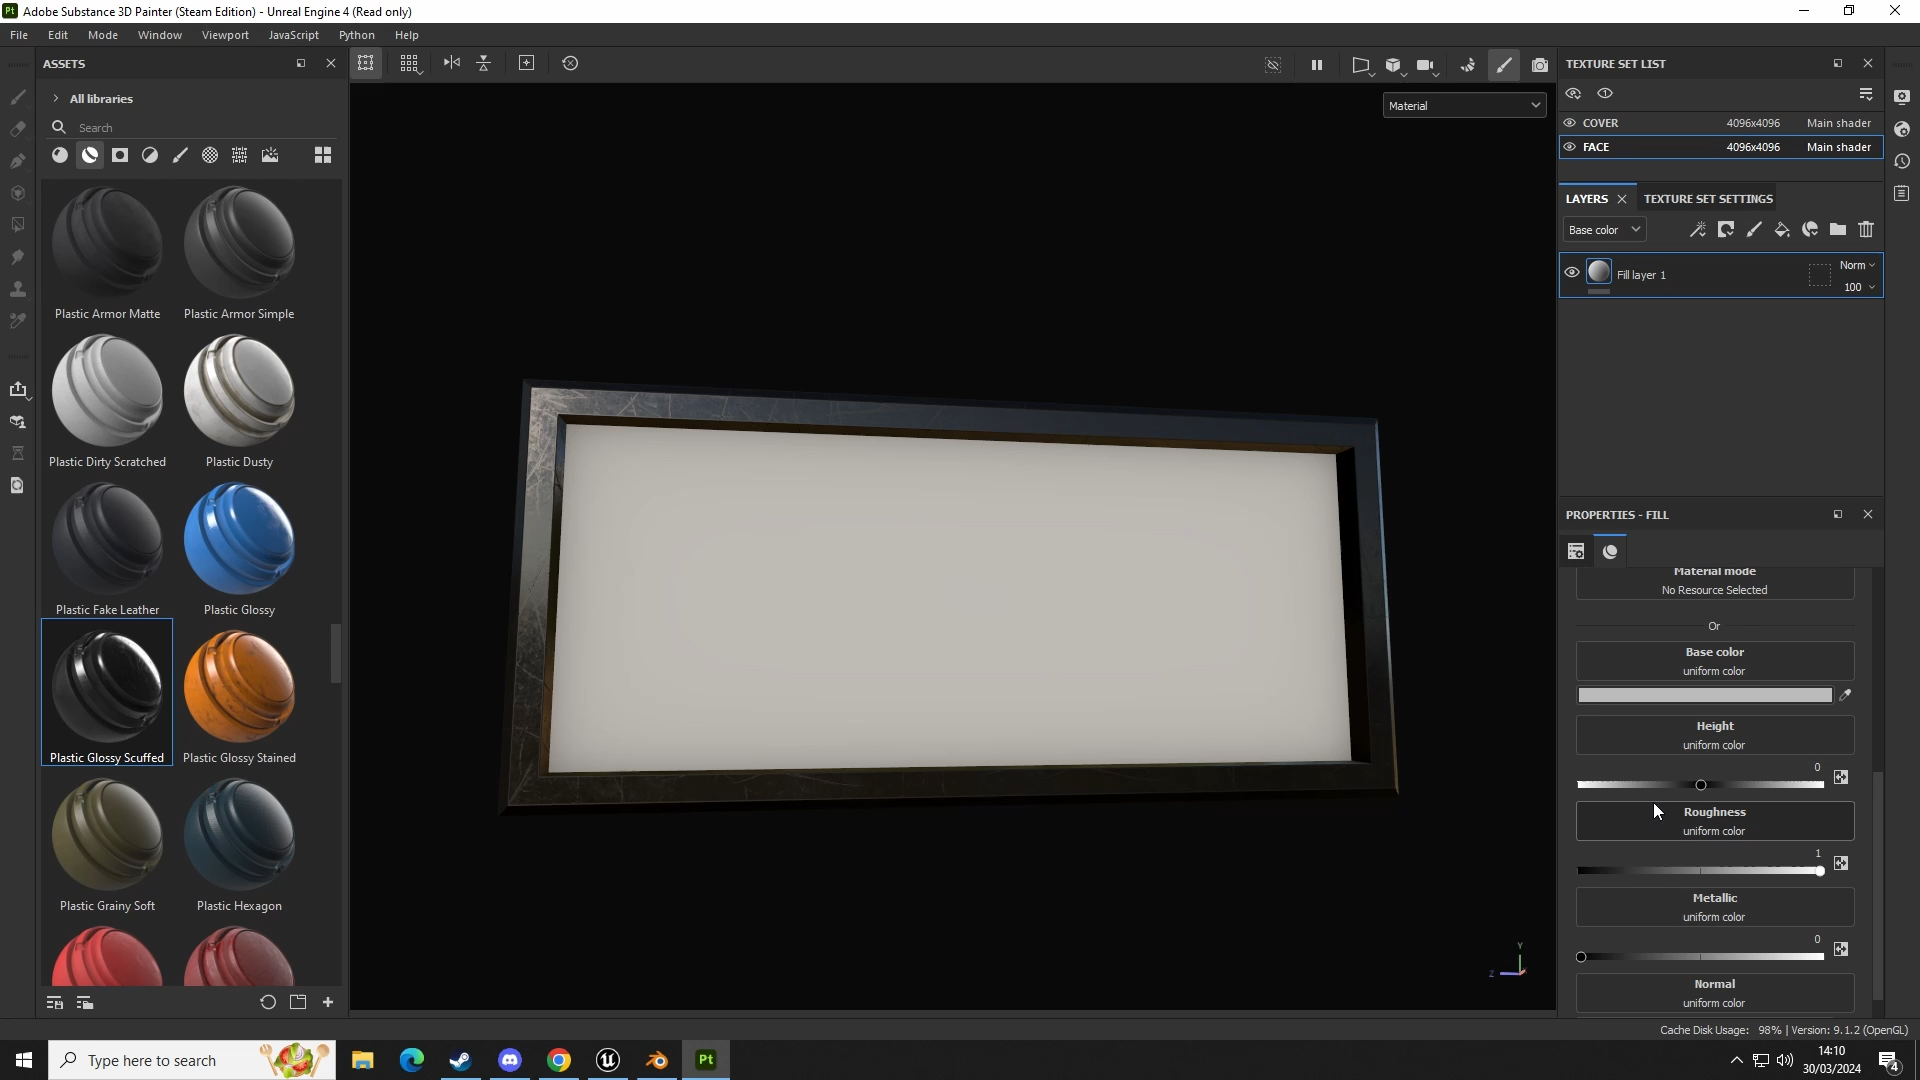 Pt Adobe Substance 3D Painter (Steam Edition) - Unreal Engine 4 (Read only)
File Edit Mode Window Viewport JavaScript Python Help
ASSETS
All libraries
Search
Plastic Armor Matte
Plastic Armor Simple
Plastic Dirty Scratched
Plastic Dusty
Plastic Fake Leather
Plastic Glossy
Plastic Glossy Scuffed
Plastic Glossy Stained
Plastic Grainy Soft
Plastic Hexagon
Material
Y
Z
TEXTURE SET LIST
COVER 4096x4096 Main shader
FACE 4096x4096 Main shader
LAYERS TEXTURE SET SETTINGS
Base color
Fill layer 1
Norm
100
PROPERTIES - FILL
Material mode
No Resource Selected
Or
Base color
uniform color
Height
uniform color
0
Roughness
uniform color
1
Metallic
uniform color
0
Normal
uniform color
Cache Disk Usage: 98% | Version: 9.1.2 (OpenGL)
Type here to search
Pt
14:10
30/03/2024
4